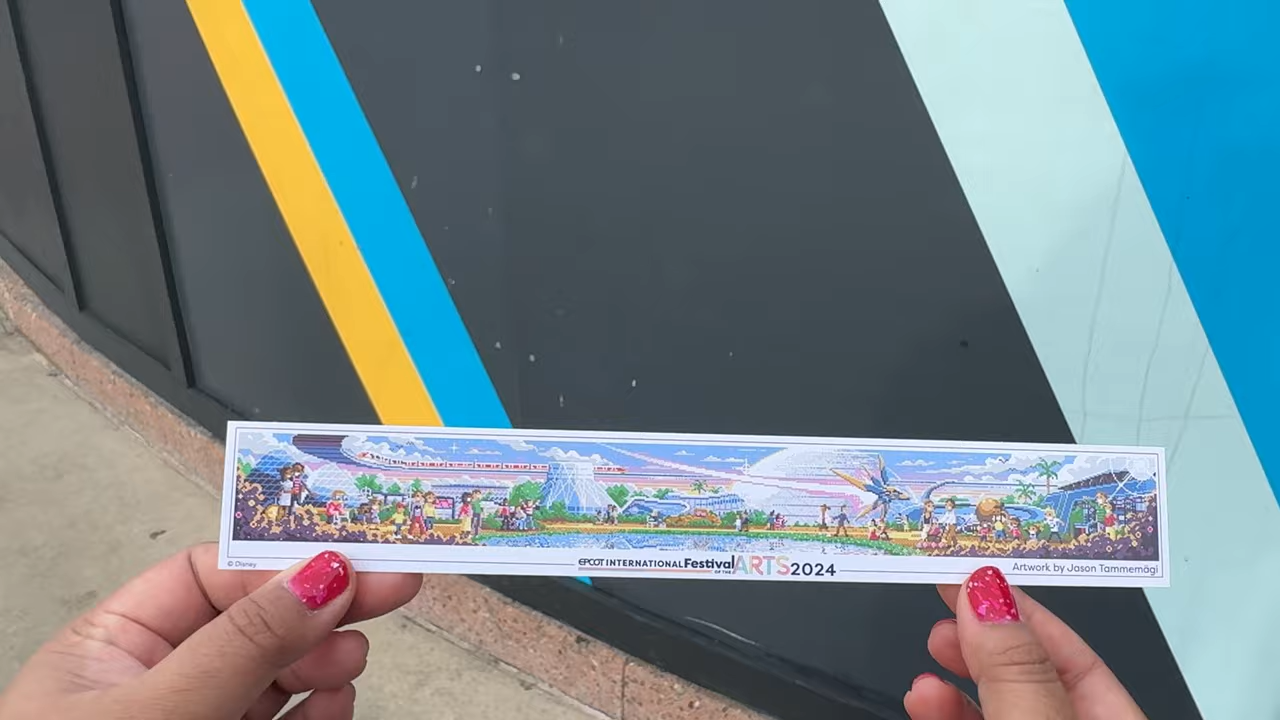 © Disney
EPCOT INTERNATIONAL Festival OF THE ARTS 2024
Artwork by Jason Tammemägi